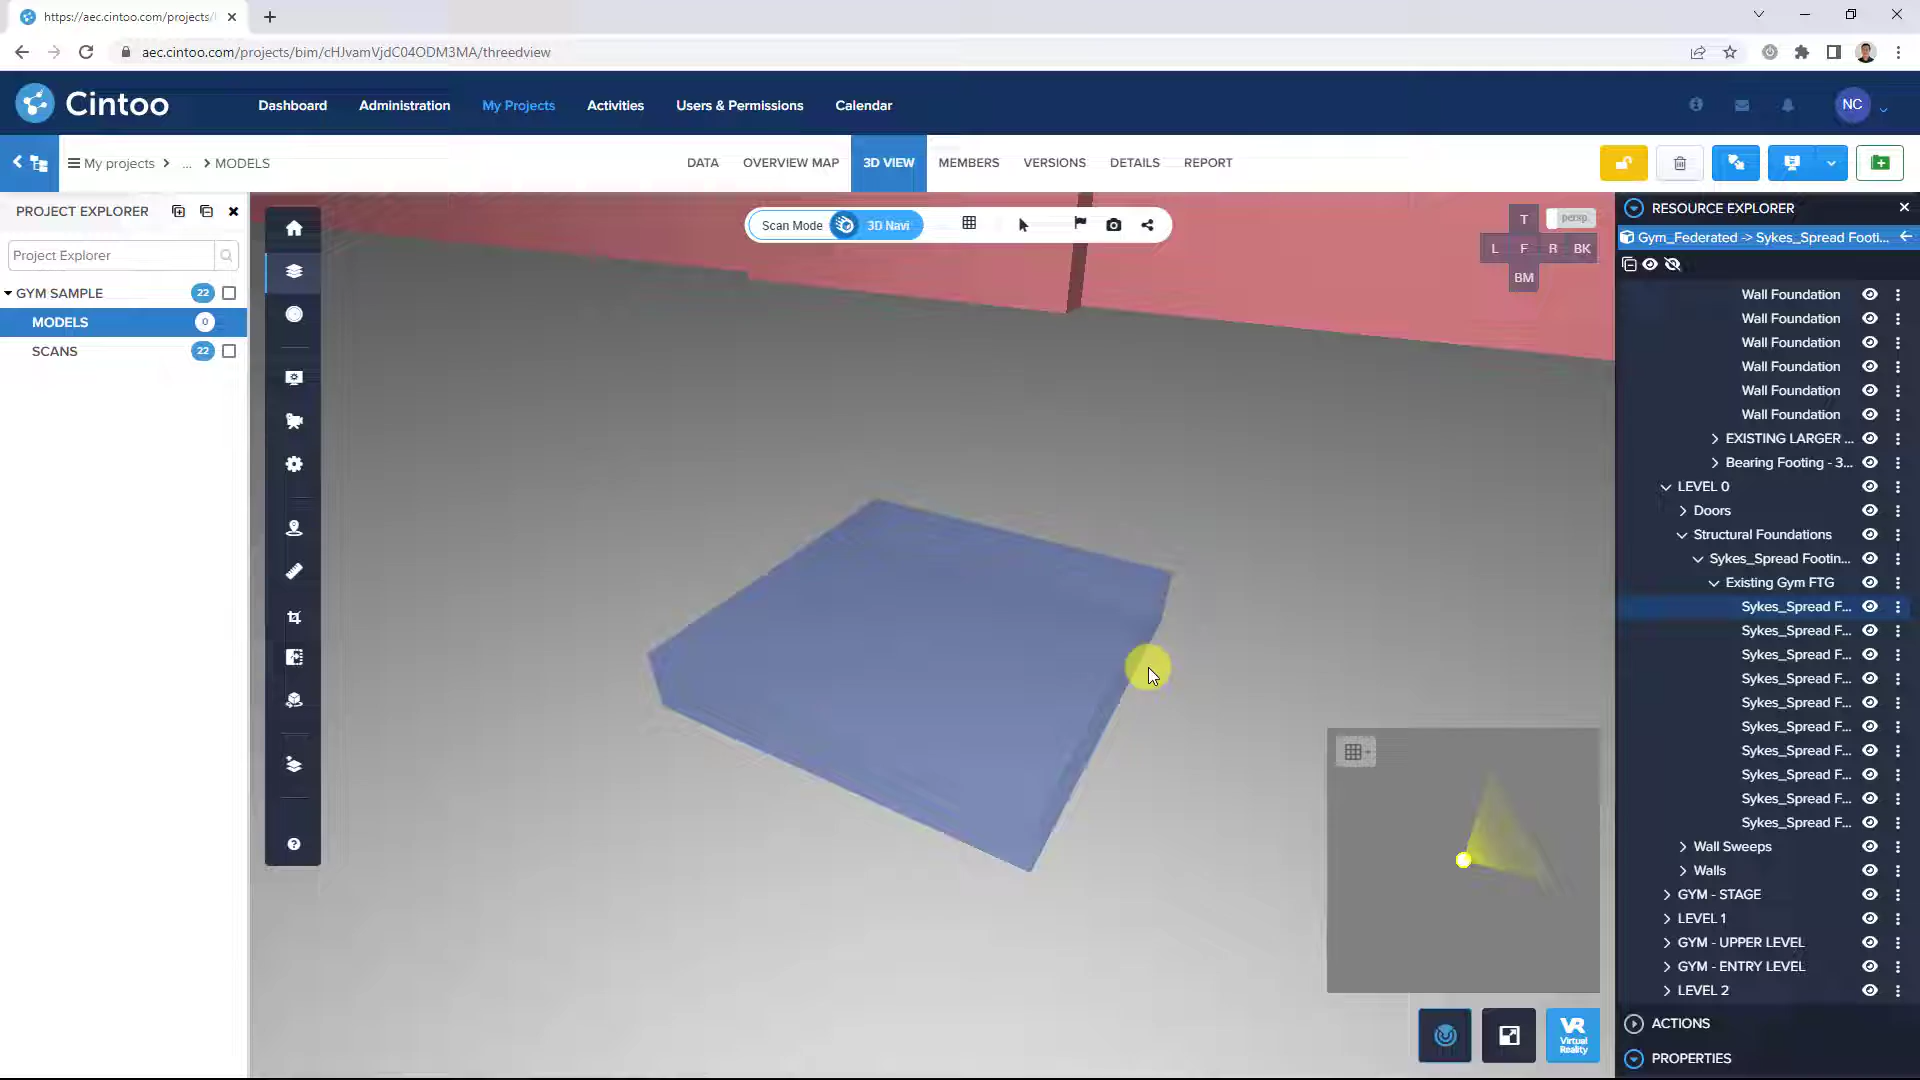 https://aec.cintoo.com/projects/
aec.cintoo.com/projects/bim/cHJvamVjdC04ODM3MA/threedview
Cintoo
Dashboard
Administration
My Projects
Activities
Users & Permissions
Calendar
NC
My projects
...
MODELS
DATA
OVERVIEW MAP
3D VIEW
MEMBERS
VERSIONS
DETAILS
REPORT
PROJECT EXPLORER
Project Explorer
GYM SAMPLE 22
MODELS 0
SCANS 22
Scan Mode
3D Navi
T
persp.
L F R BK
BM
VR
Virtual
Reality
RESOURCE EXPLORER
Gym_Federated -> Sykes_Spread Footi...
Wall Foundation
Wall Foundation
Wall Foundation
Wall Foundation
Wall Foundation
Wall Foundation
EXISTING LARGER ...
Bearing Footing - 3...
LEVEL 0
Doors
Structural Foundations
Sykes_Spread Footin...
Existing Gym FTG
Sykes_Spread F...
Sykes_Spread F...
Sykes_Spread F...
Sykes_Spread F...
Sykes_Spread F...
Sykes_Spread F...
Sykes_Spread F...
Sykes_Spread F...
Sykes_Spread F...
Sykes_Spread F...
Wall Sweeps
Walls
GYM - STAGE
LEVEL 1
GYM - UPPER LEVEL
GYM - ENTRY LEVEL
LEVEL 2
ACTIONS
PROPERTIES